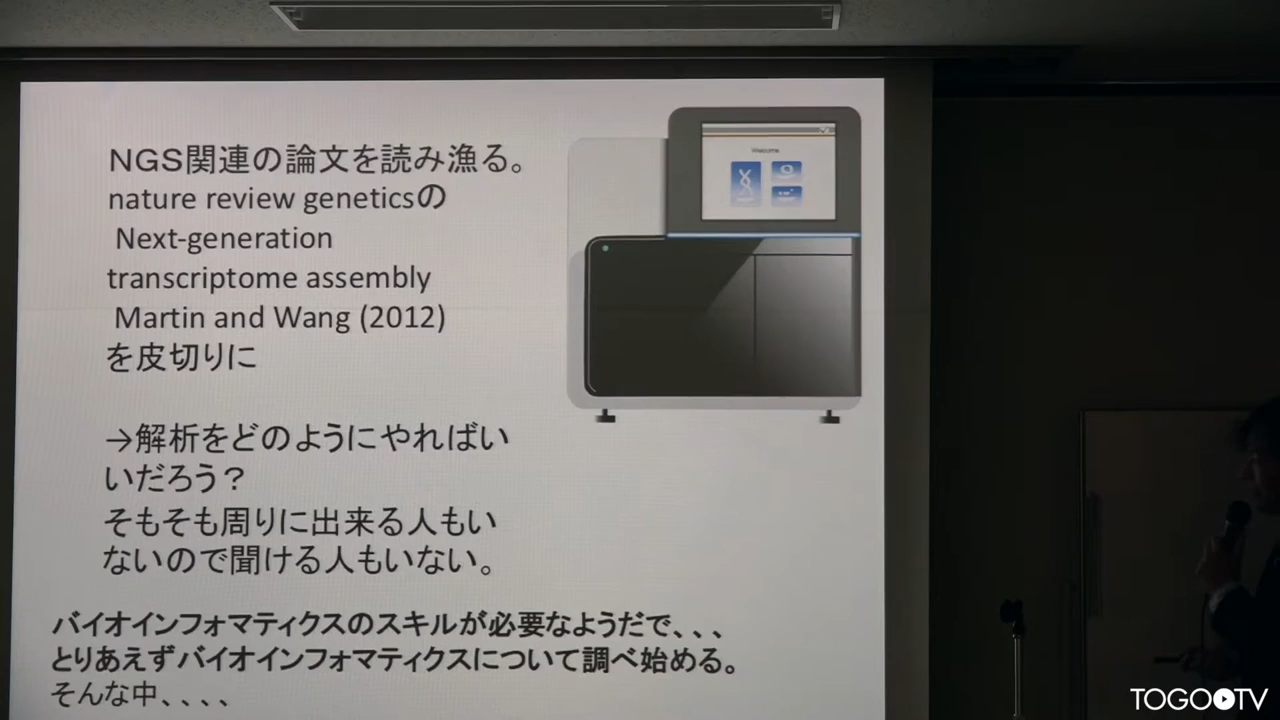 NGS関連の論文を読み漁る。
nature review geneticsの
Next-generation
transcriptome assembly
Martin and Wang (2012)
を皮切りに
→解析をどのようにやればい
いだろう？
そもそも周りに出来る人もい
ないので聞ける人もいない。
バイオインフォマティクスのスキルが必要なようだで、、、
とりあえずバイオインフォマティクスについて調べ始める。
そんな中、、、、
Welcome
TOGOTV